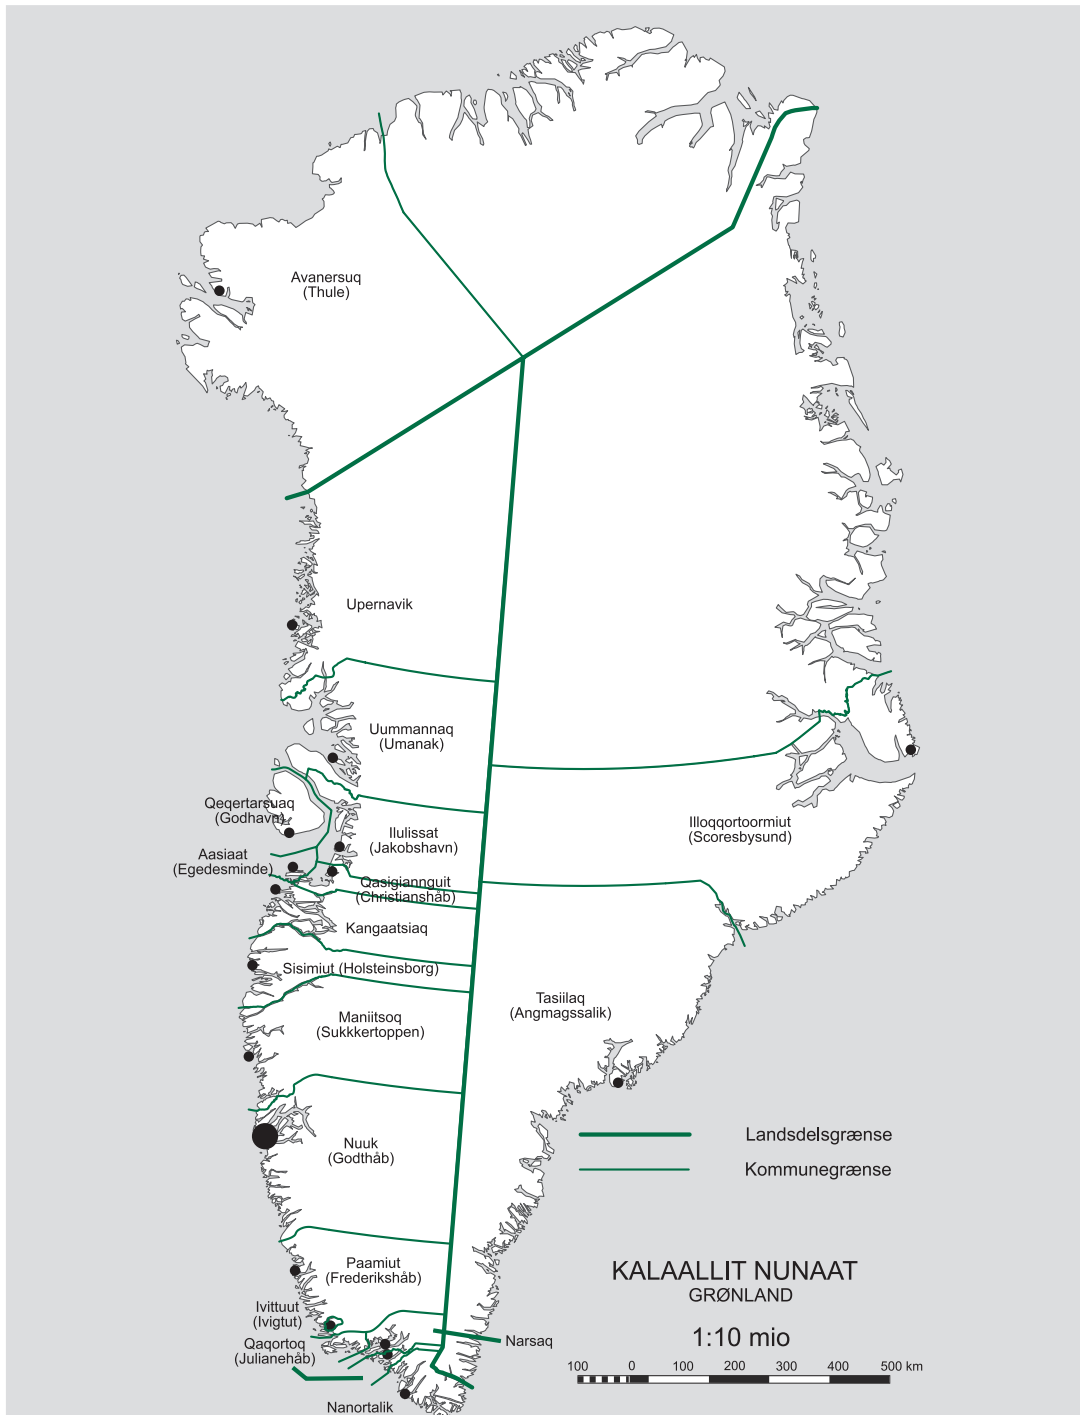 Avanersuq
(Thule)
Upernavik
Uummannaq
(Umanak)
Qeqertarsuaq
(Godhavn)
Illoqqortoormiut
(Scoresbysund)
Ilulissat
(Jakobshavn)
Aasiaat
(Egedesminde)
Qasigiannguit
(Christianshåb)
Kangaatsiaq
Sisimiut (Holsteinsborg)
Tasiilaq
(Angmagssalik)
Maniitsoq
(Sukkkertoppen)
Landsdelsgrænse
Nuuk
(Godthåb)
Kommunegrænse
Paamiut
(Frederikshåb)
KALAALLIT NUNAAT
GRØNLAND
Ivittuut
(Ivigtut)
1:10 mio
Qaqortoq
(Julianehåb)
Narsaq
100 0 100 200 300 400 500 km
Nanortalik